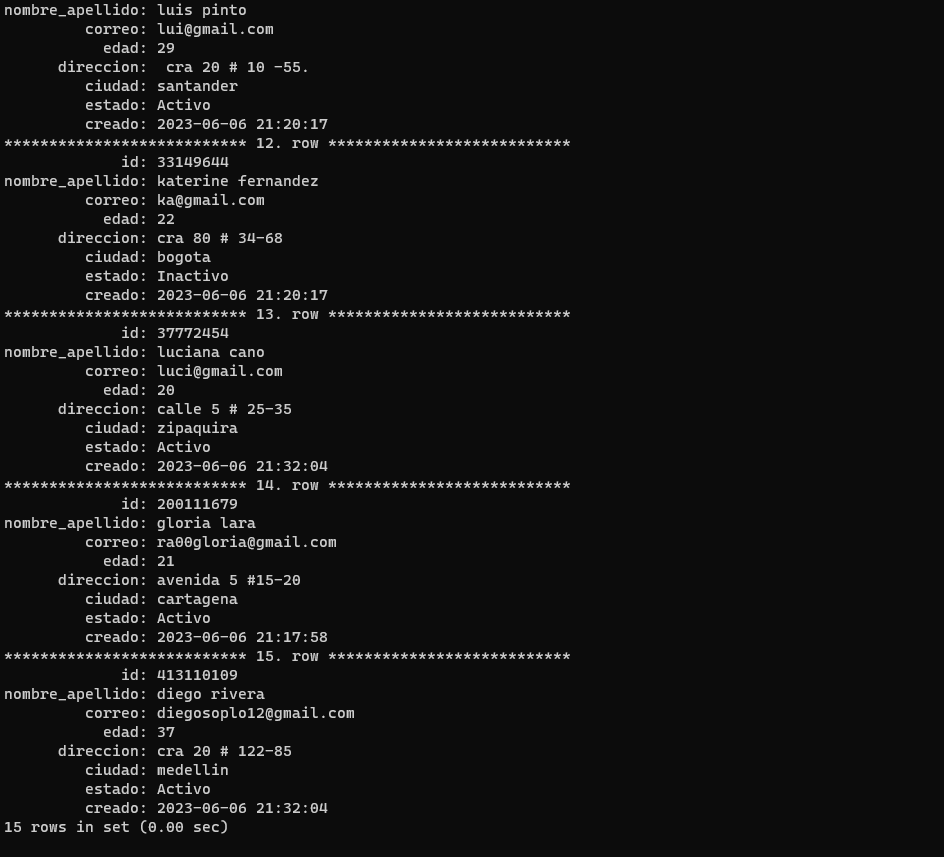 nombre_apellido: luis pinto
correo: lui@gmail.com
edad: 29
direccion:  cra 20 # 10 -55.
ciudad: santander
estado: Activo
creado: 2023-06-06 21:20:17
*************************** 12. row ***************************
id: 33149644
nombre_apellido: katerine fernandez
correo: ka@gmail.com
edad: 22
direccion: cra 80 # 34-68
ciudad: bogota
estado: Inactivo
creado: 2023-06-06 21:20:17
*************************** 13. row ***************************
id: 37772454
nombre_apellido: luciana cano
correo: luci@gmail.com
edad: 20
direccion: calle 5 # 25-35
ciudad: zipaquira
estado: Activo
creado: 2023-06-06 21:32:04
*************************** 14. row ***************************
id: 200111679
nombre_apellido: gloria lara
correo: ra00gloria@gmail.com
edad: 21
direccion: avenida 5 #15-20
ciudad: cartagena
estado: Activo
creado: 2023-06-06 21:17:58
*************************** 15. row ***************************
id: 413110109
nombre_apellido: diego rivera
correo: diegosoplo12@gmail.com
edad: 37
direccion: cra 20 # 122-85
ciudad: medellin
estado: Activo
creado: 2023-06-06 21:32:04
15 rows in set (0.00 sec)